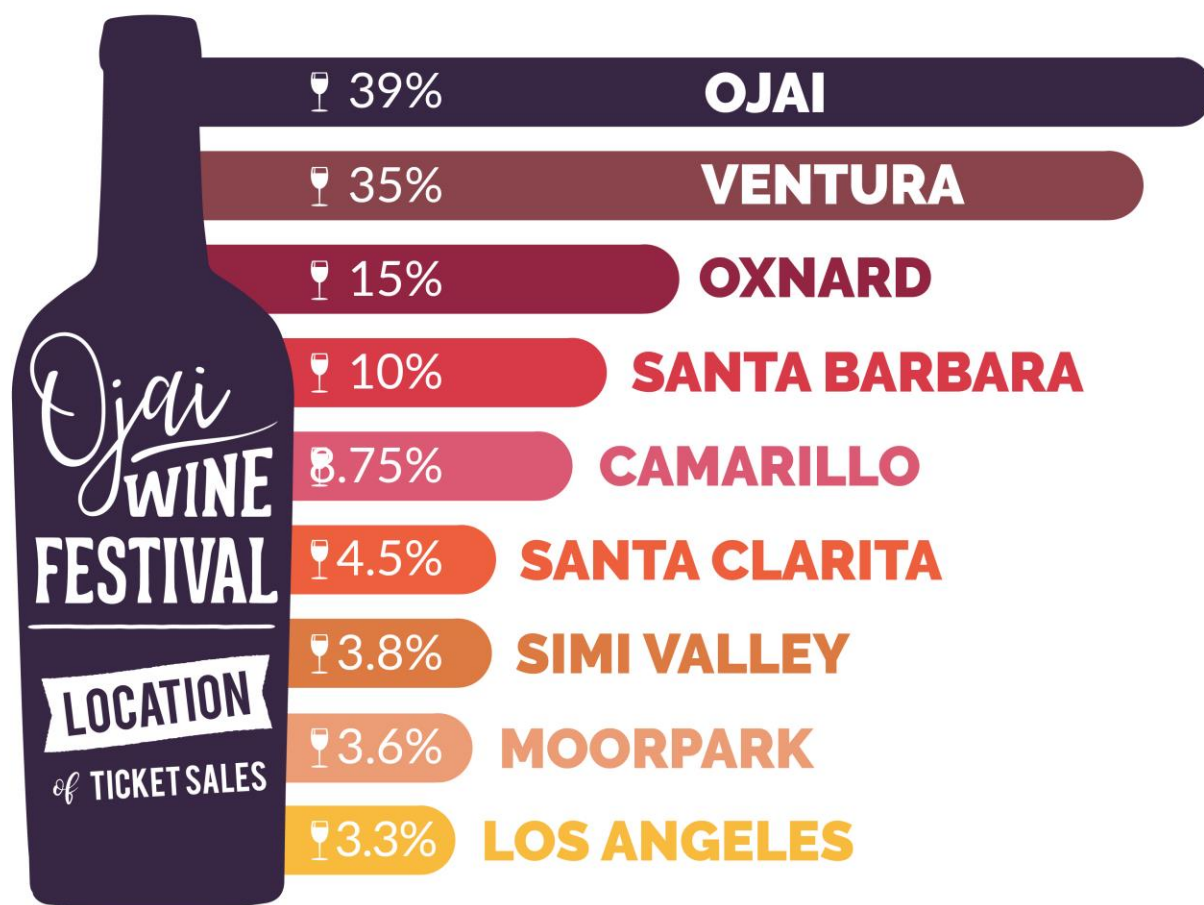 39% OJAI
35% VENTURA
15% OXNARD
10% SANTA BARBARA
8.75% CAMARILLO
4.5% SANTA CLARITA
3.8% SIMI VALLEY
3.6% MOORPARK
3.3% LOS ANGELES
Ojai
WINE
FESTIVAL
LOCATION
of TICKET SALES